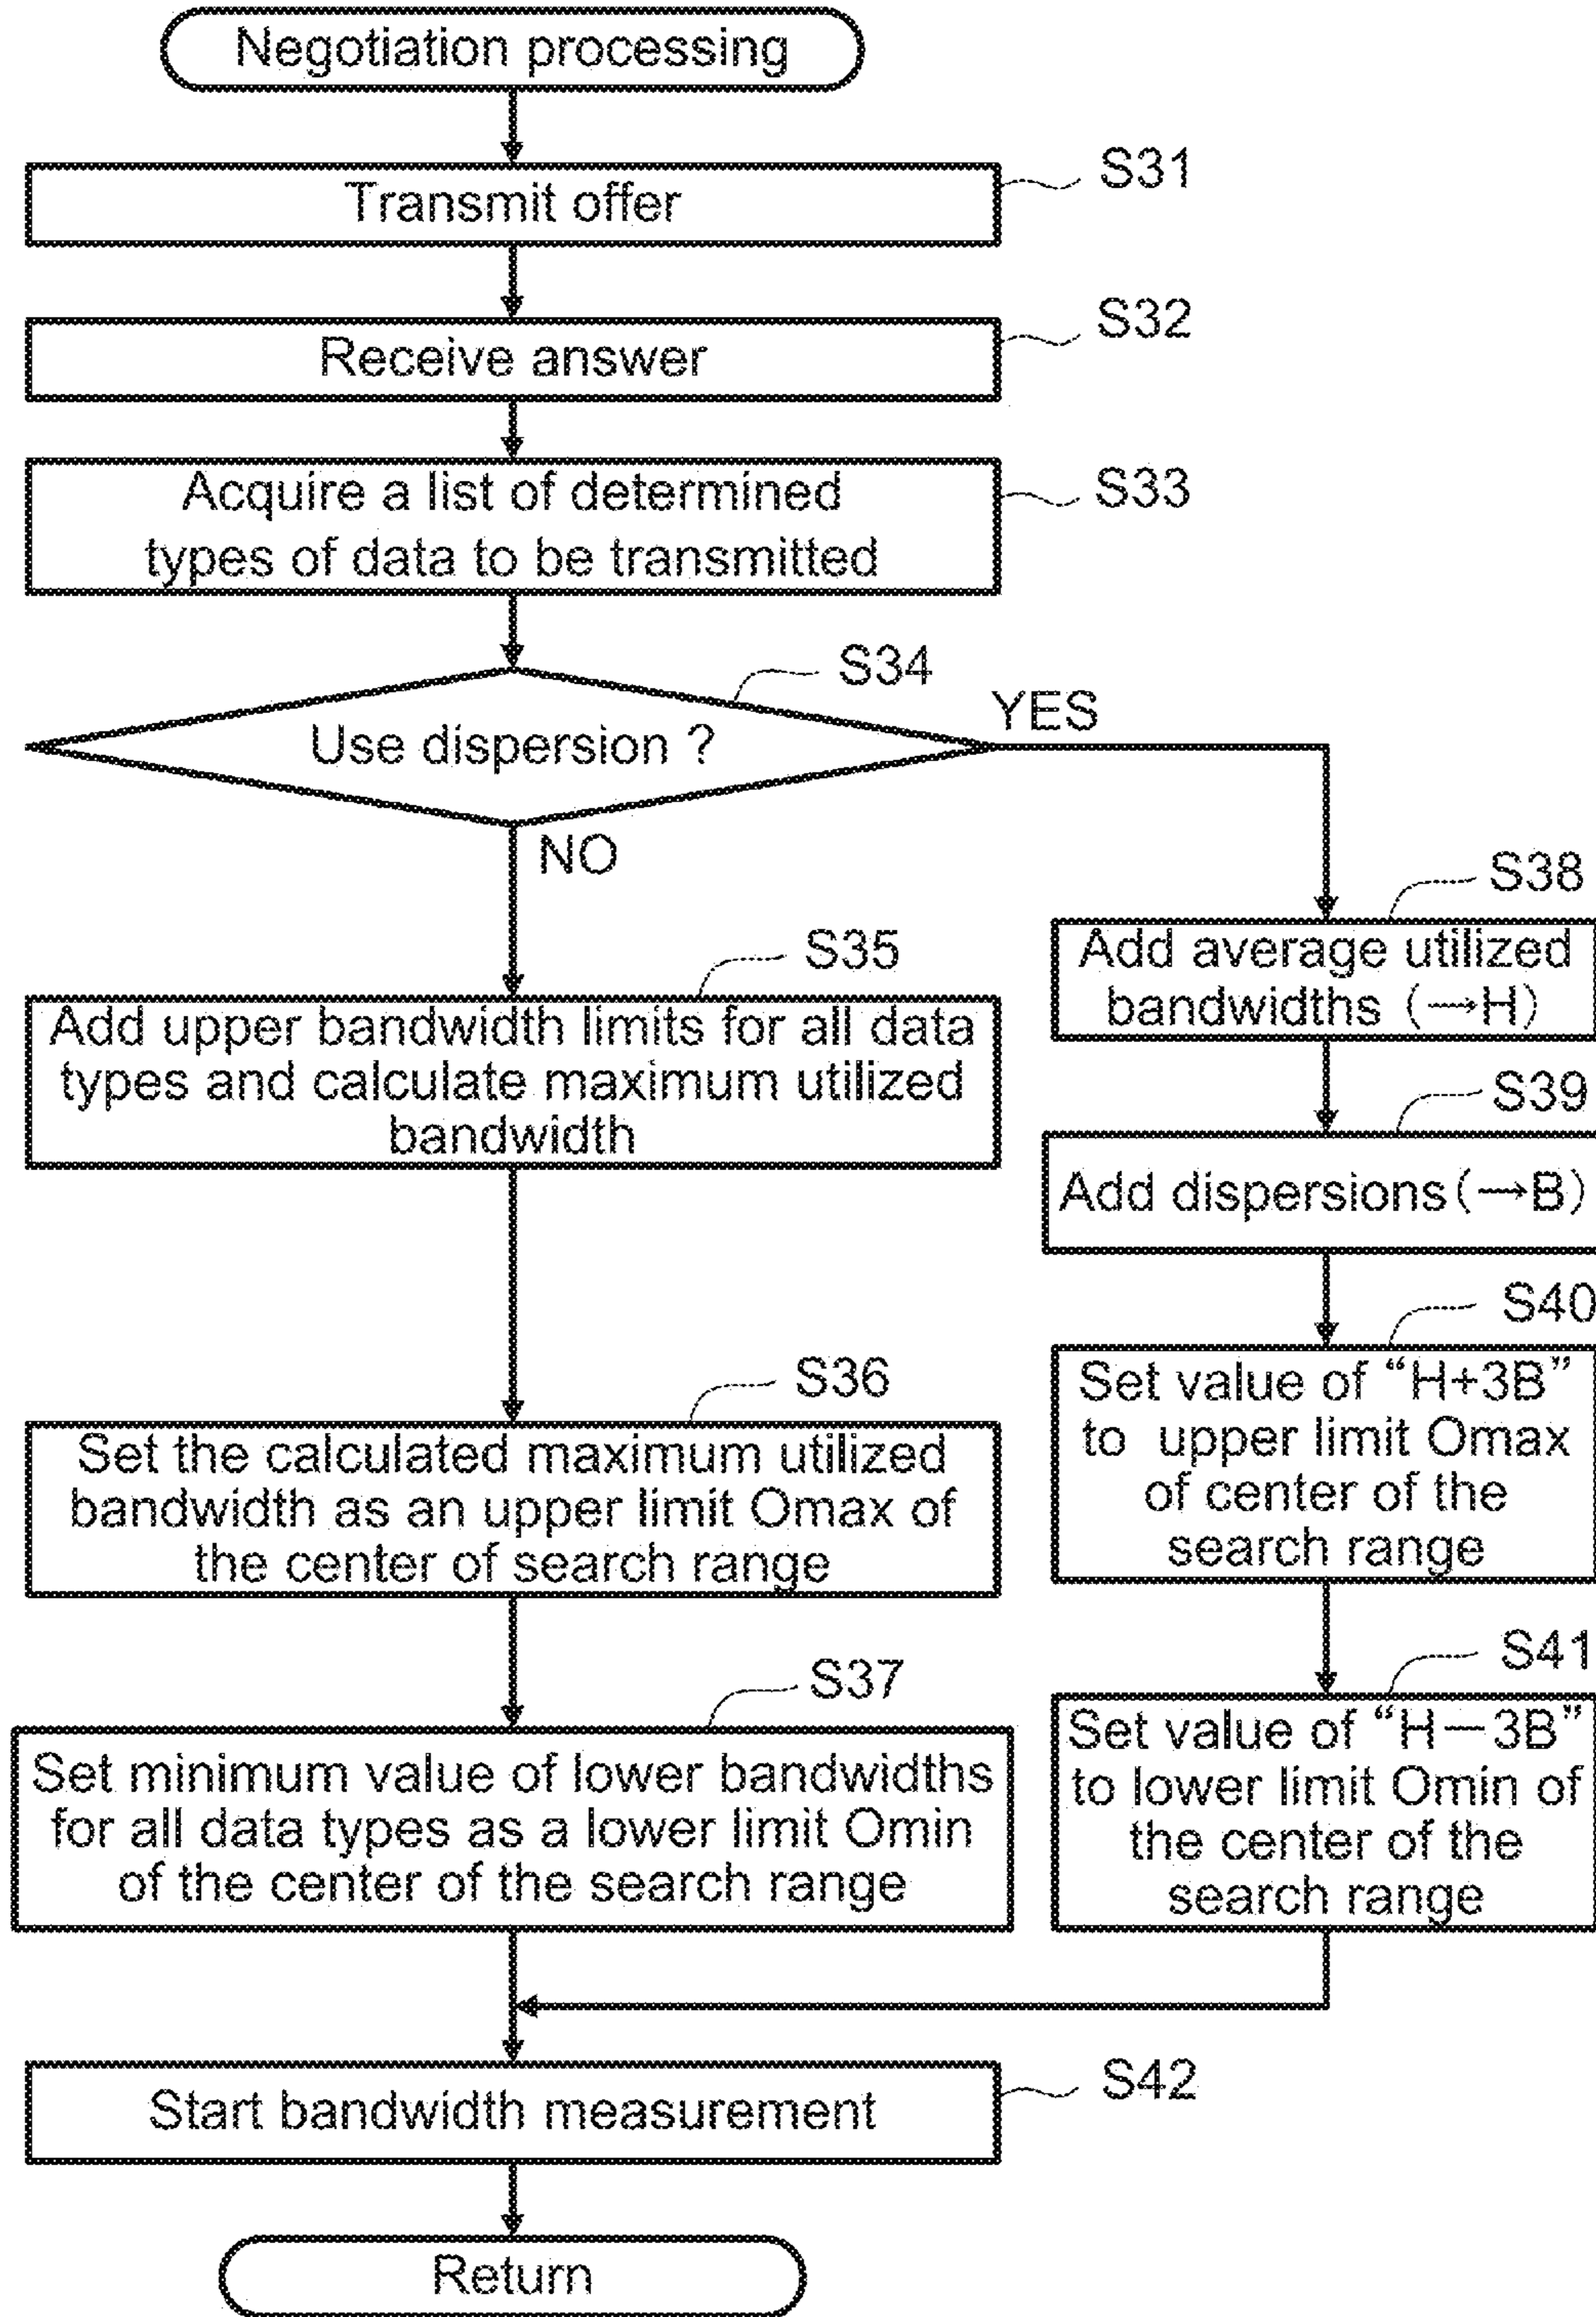 Negotiation processing
S31
Transmit offer
S32
Receive answer
S33
Acquire a list of determined
types of data to be transmitted
S34
Use dispersion ?
YES
NO
S35
Add upper bandwidth limits for all data
types and calculate maximum utilized
bandwidth
S36
Set the calculated maximum utilized
bandwidth as an upper limit Omax of
the center of search range
S37
Set minimum value of lower bandwidths
for all data types as a lower limit Omin
of the center of the search range
S38
Add average utilized
bandwidths (→H)
S39
Add dispersions(→B)
S40
Set value of “H+3B”
to upper limit Omax
of center of the
search range
S41
Set value of “H－3B”
to lower limit Omin of
the center of the
search range
S42
Start bandwidth measurement
Return